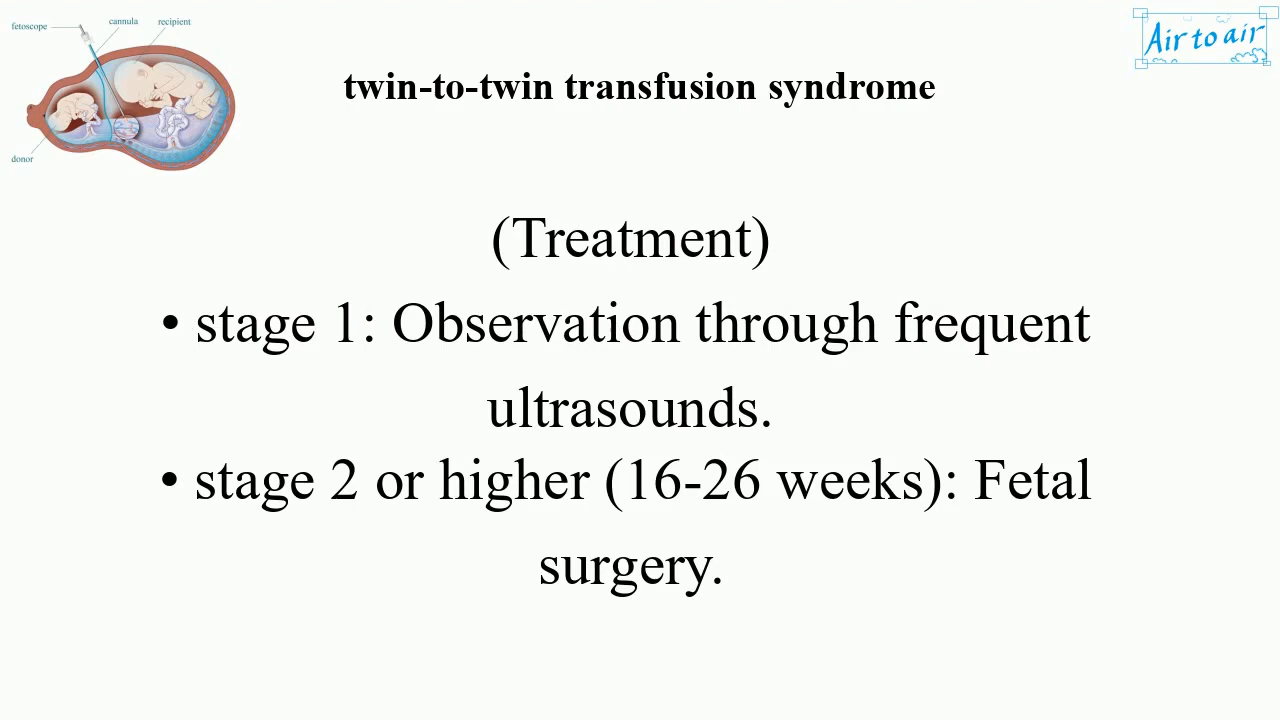 fetoscope
cannula
recipient
donor
Air to air
twin-to-twin transfusion syndrome
(Treatment)
• stage 1: Observation through frequent
ultrasounds.
• stage 2 or higher (16-26 weeks): Fetal
surgery.